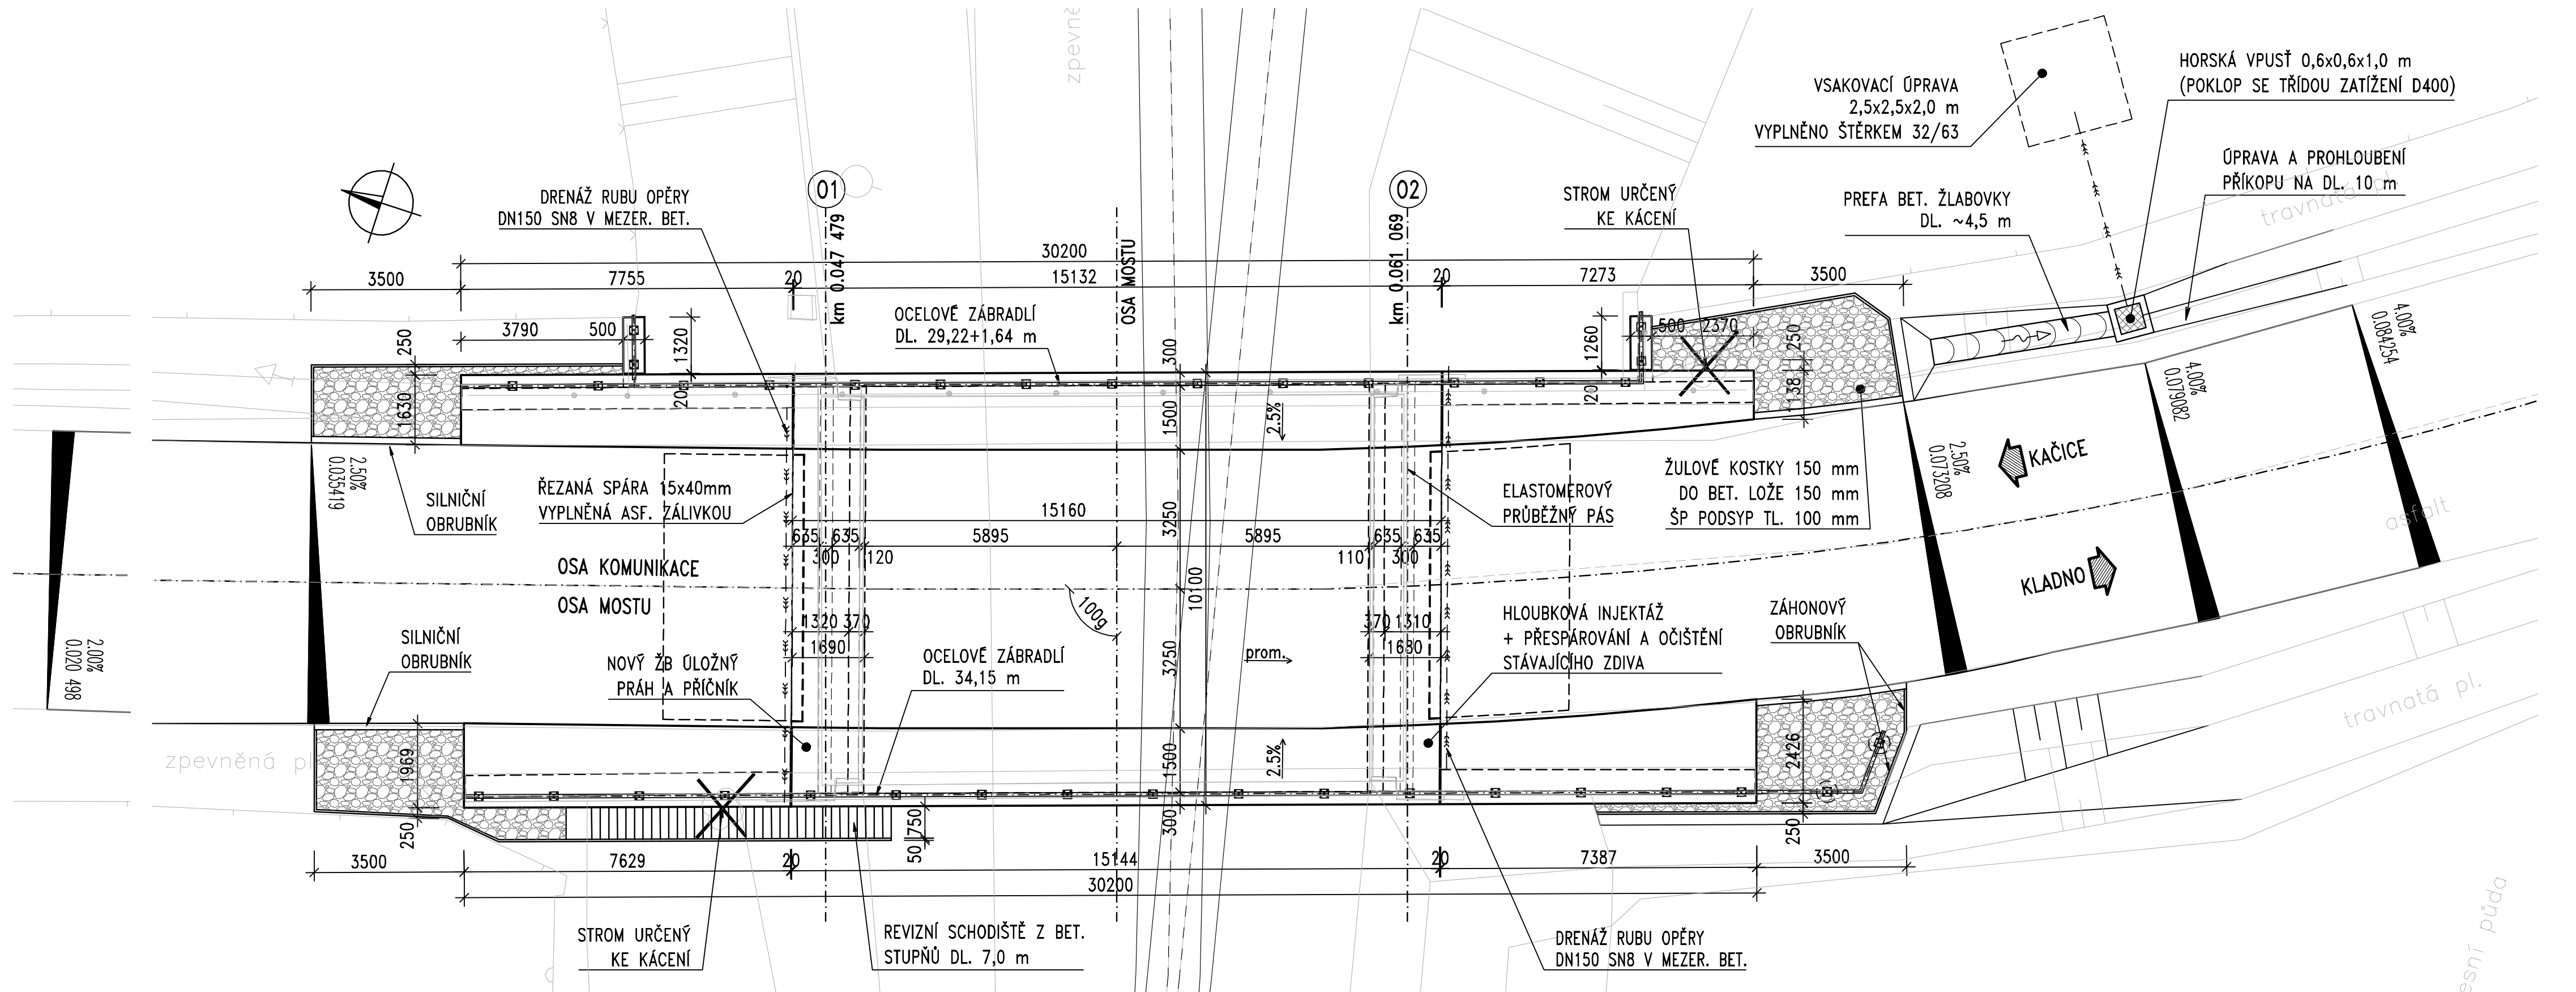 zpevně
HORSKÁ VPUSŤ 0,6x0,6x1,0 m
(POKLOP SE TŘÍDOU ZATÍŽENÍ D400)
VSAKOVACÍ ÚPRAVA
2,5x2,5x2,0 m
VYPLNĚNO ŠTĚRKEM 32/63
ÚPRAVA A PROHLOUBENÍ
PŘÍKOPU NA DL. 10 m
travnatá pl.
PREFA BET. ŽLABOVKY
DL. ~4,5 m
STROM URČENÝ
KE KÁCENÍ
DRENÁŽ RUBU OPĚRY
DN150 SN8 V MEZER. BET.
01
km 0.047 479
OSA MOSTU
02
km 0.061 069
30200
3500
7755
20
15132
20
7273
3500
OCELOVÉ ZÁBRADLÍ
DL. 29,22+1,64 m
3790
500
1320
250
1630
20
300
1500
2.5%
1260
500
2370
250
1138
20
4.00%
0.084254
4.00%
0.079082
2.50%
0.073208
KAČICE
KLADNO
asfalt
2.50%
0.035419
SILNIČNÍ
OBRUBNÍK
ŘEZANÁ SPÁRA 15x40mm
VYPLNĚNÁ ASF. ZÁLIVKOU
ELASTOMEROVÝ
PRŮBĚŽNÝ PÁS
ŽULOVÉ KOSTKY 150 mm
DO BET. LOŽE 150 mm
ŠP PODSYP TL. 100 mm
15160
3250
635
635
5895
5895
635
635
300
120
110
300
OSA KOMUNIKACE
OSA MOSTU
10100
100g
1320
370
1690
370
1310
1680
prom.
3250
HLOUBKOVÁ INJEKTÁŽ
+ PŘESPÁROVÁNÍ A OČIŠTĚNÍ
STÁVAJÍCÍHO ZDIVA
ZÁHONOVÝ
OBRUBNÍK
2.00%
0.020 498
SILNIČNÍ
OBRUBNÍK
NOVÝ ŽB ÚLOŽNÝ
PRÁH A PŘÍČNÍK
OCELOVÉ ZÁBRADLÍ
DL. 34,15 m
travnatá pl.
zpevněná pl
1969
250
1500
300
2.5%
2426
250
750
50
3500
7629
20
15144
20
7387
3500
30200
STROM URČENÝ
KE KÁCENÍ
REVIZNÍ SCHODIŠTĚ Z BET.
STUPŇŮ DL. 7,0 m
DRENÁŽ RUBU OPĚRY
DN150 SN8 V MEZER. BET.
esní půda